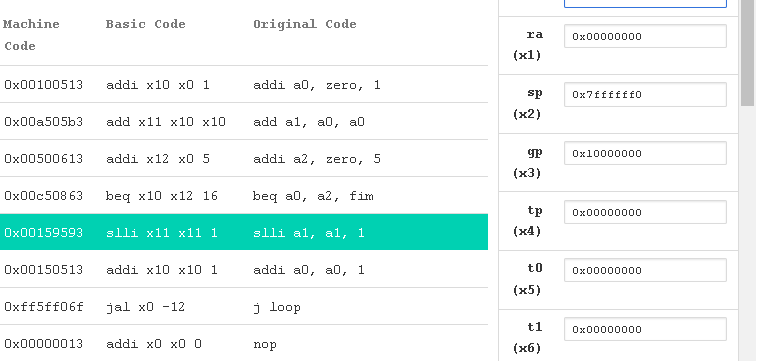 Machine Code Basic Code Original Code
0x00100513 addi x10 x0 1 addi a0, zero, 1
0x00a505b3 add x11 x10 x10 add a1, a0, a0
0x00500613 addi x12 x0 5 addi a2, zero, 5
0x00c50863 beq x10 x12 16 beq a0, a2, fim
0x00159593 slli x11 x11 1 slli a1, a1, 1
0x00150513 addi x10 x10 1 addi a0, a0, 1
0xff5ff06f jal x0 -12 j loop
0x00000013 addi x0 x0 0 nop
ra (x1) 0x00000000
sp (x2) 0x7ffffff0
gp (x3) 0x10000000
tp (x4) 0x00000000
t0 (x5) 0x00000000
t1 (x6) 0x00000000